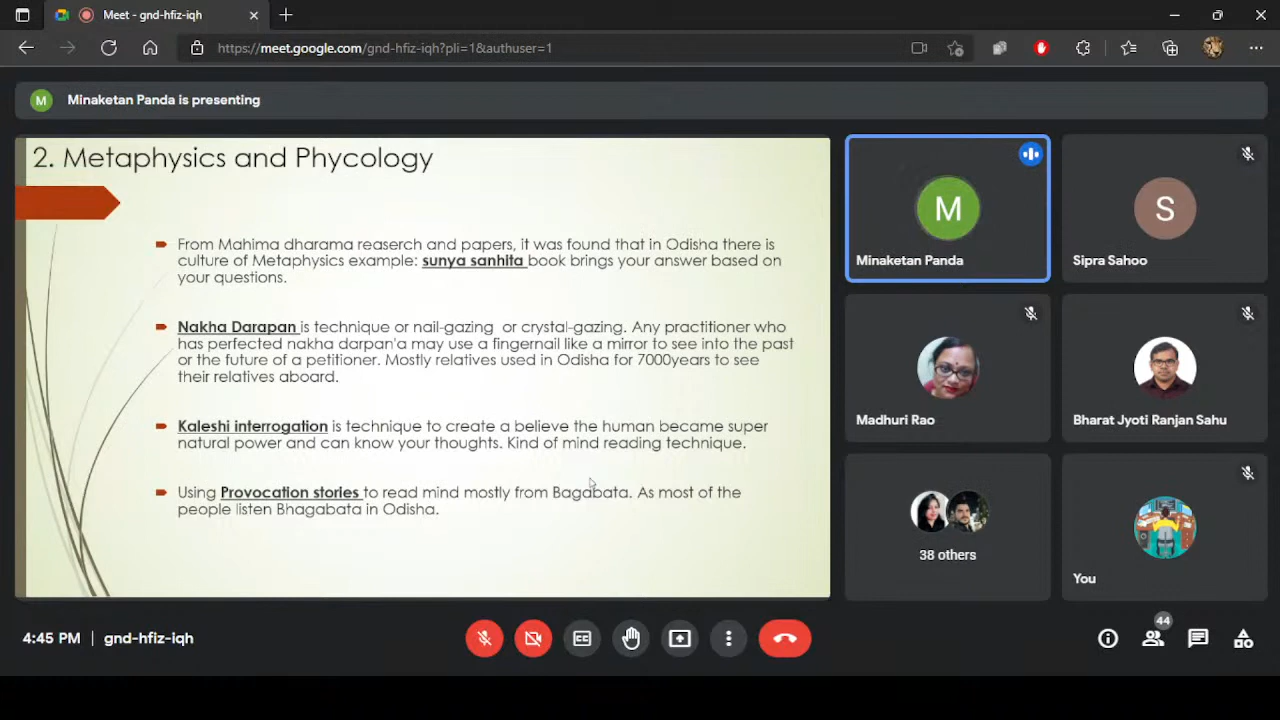 Meet - gnd-hfiz-iqh
https://meet.google.com/gnd-hfiz-iqh?pli=1&authuser=1
M Minaketan Panda is presenting
2. Metaphysics and Phycology
From Mahima dharama reaserch and papers, it was found that in Odisha there is
culture of Metaphysics example: sunya sanhita book brings your answer based on
your questions.
Nakha Darapan is technique or nail-gazing or crystal-gazing. Any practitioner who
has perfected nakha darpan'a may use a fingernail like a mirror to see into the past
or the future of a petitioner. Mostly relatives used in Odisha for 7000years to see
their relatives aboard.
Kaleshi interrogation is technique to create a believe the human became super
natural power and can know your thoughts. Kind of mind reading technique.
Using Provocation stories to read mind mostly from Bagabata. As most of the
people listen Bhagabata in Odisha.
M
Minaketan Panda
S
Sipra Sahoo
Madhuri Rao
Bharat Jyoti Ranjan Sahu
38 others
You
4:45 PM | gnd-hfiz-iqh
CC
44